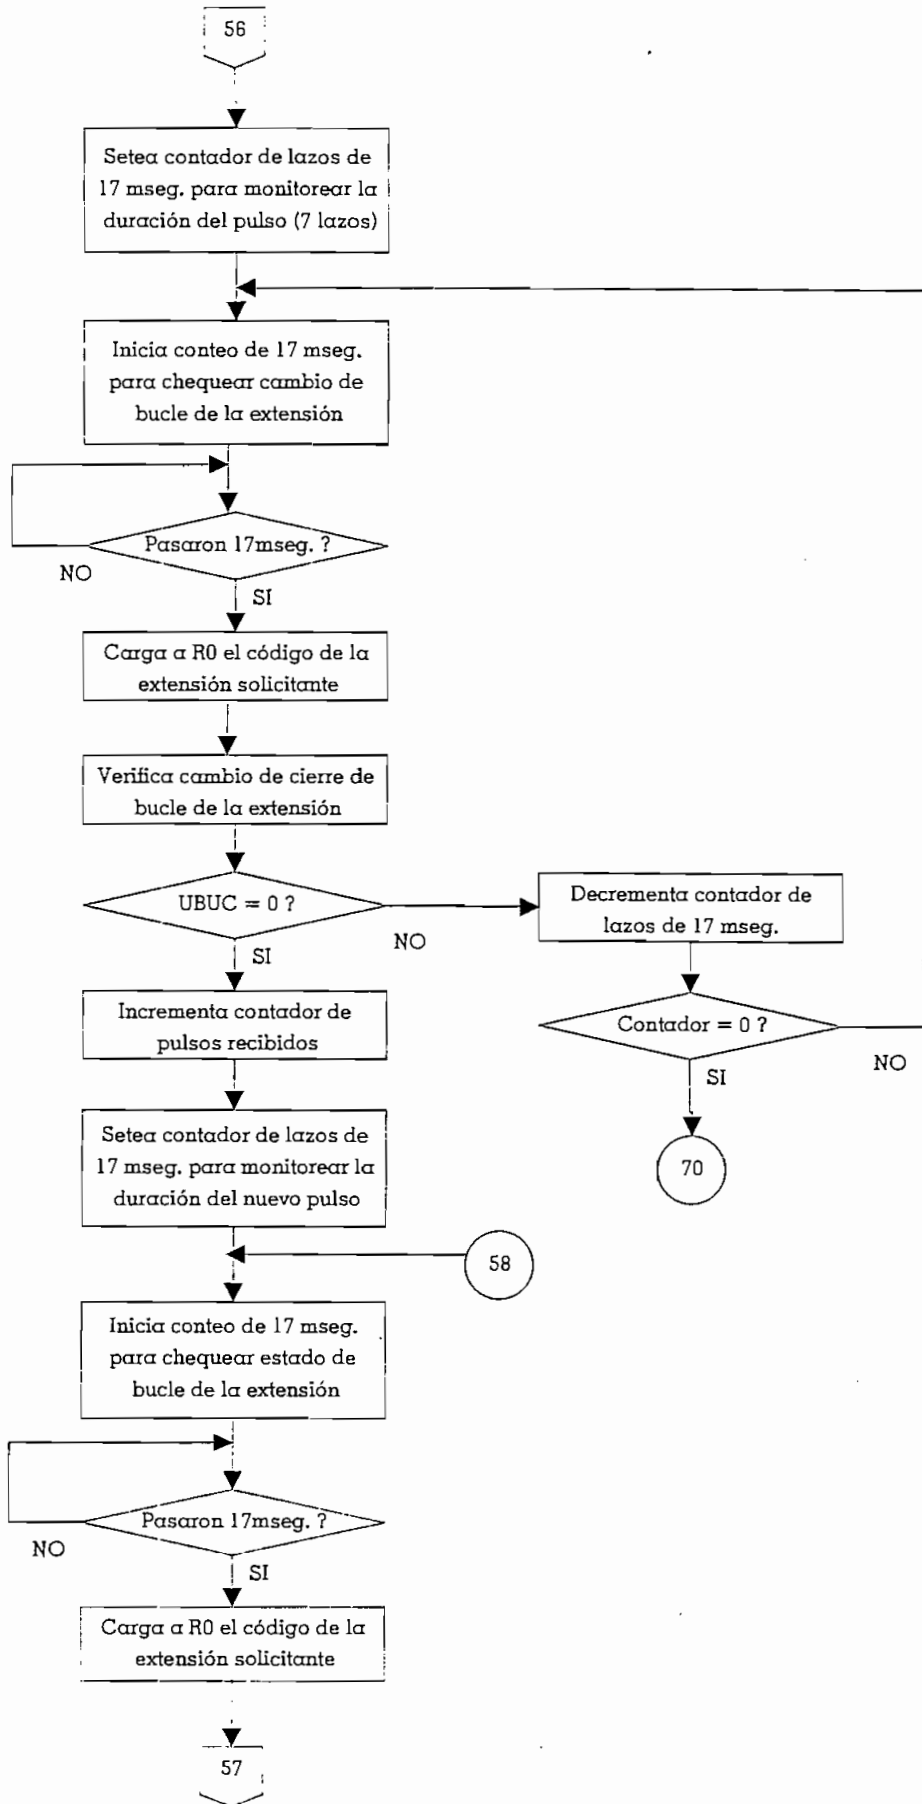 56
Setea contador de lazos de
17 mseg. para monitorear la
duración del pulso (7 lazos)
Inicia conteo de 17 mseg.
para chequear cambio de
bucle de la extensión
Pasaron 17mseg. ?
NO
SI
Carga a R0 el código de la
extensión solicitante
Verifica cambio de cierre de
bucle de la extensión
UBUC = 0 ?
NO
SI
Decrementa contador de
lazos de 17 mseg.
Contador = 0 ?
NO
SI
70
Incrementa contador de
pulsos recibidos
Setea contador de lazos de
17 mseg. para monitorear la
duración del nuevo pulso
58
Inicia conteo de 17 mseg.
para chequear estado de
bucle de la extensión
Pasaron 17mseg. ?
NO
SI
Carga a R0 el código de la
extensión solicitante
57